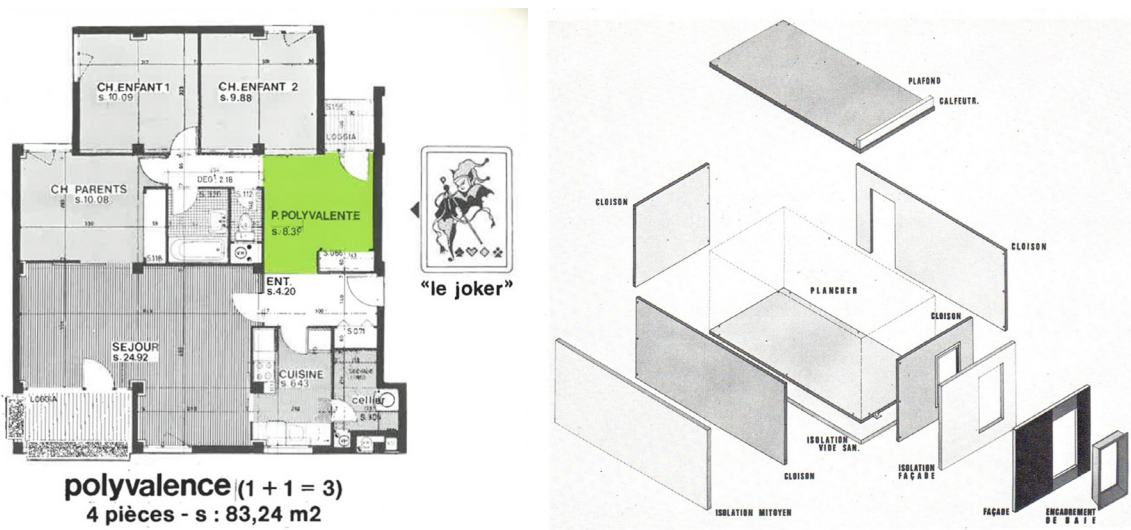 CH. ENFANT 1
s. 10.09
CH. ENFANT 2
s. 9.88
LOGGIA
CH PARENTS
s. 10.08
DEG. 2.18
P. POLYVALENTE
s. 8.39
ENT.
s. 4.20
SEJOUR
s. 24.92
CUISINE
s. 6.43
cellier
LOGGIA
"le joker"
polyvalence (1 + 1 = 3)
4 pièces - s : 83,24 m2
PLAFOND
CALFEUTR.
CLOISON
CLOISON
PLANCHER
CLOISON
ISOLATION
VIDE SAN.
CLOISON
ISOLATION
FAÇADE
ISOLATION MITOYEN
FAÇADE
ENCADREMENT
DE BAIE